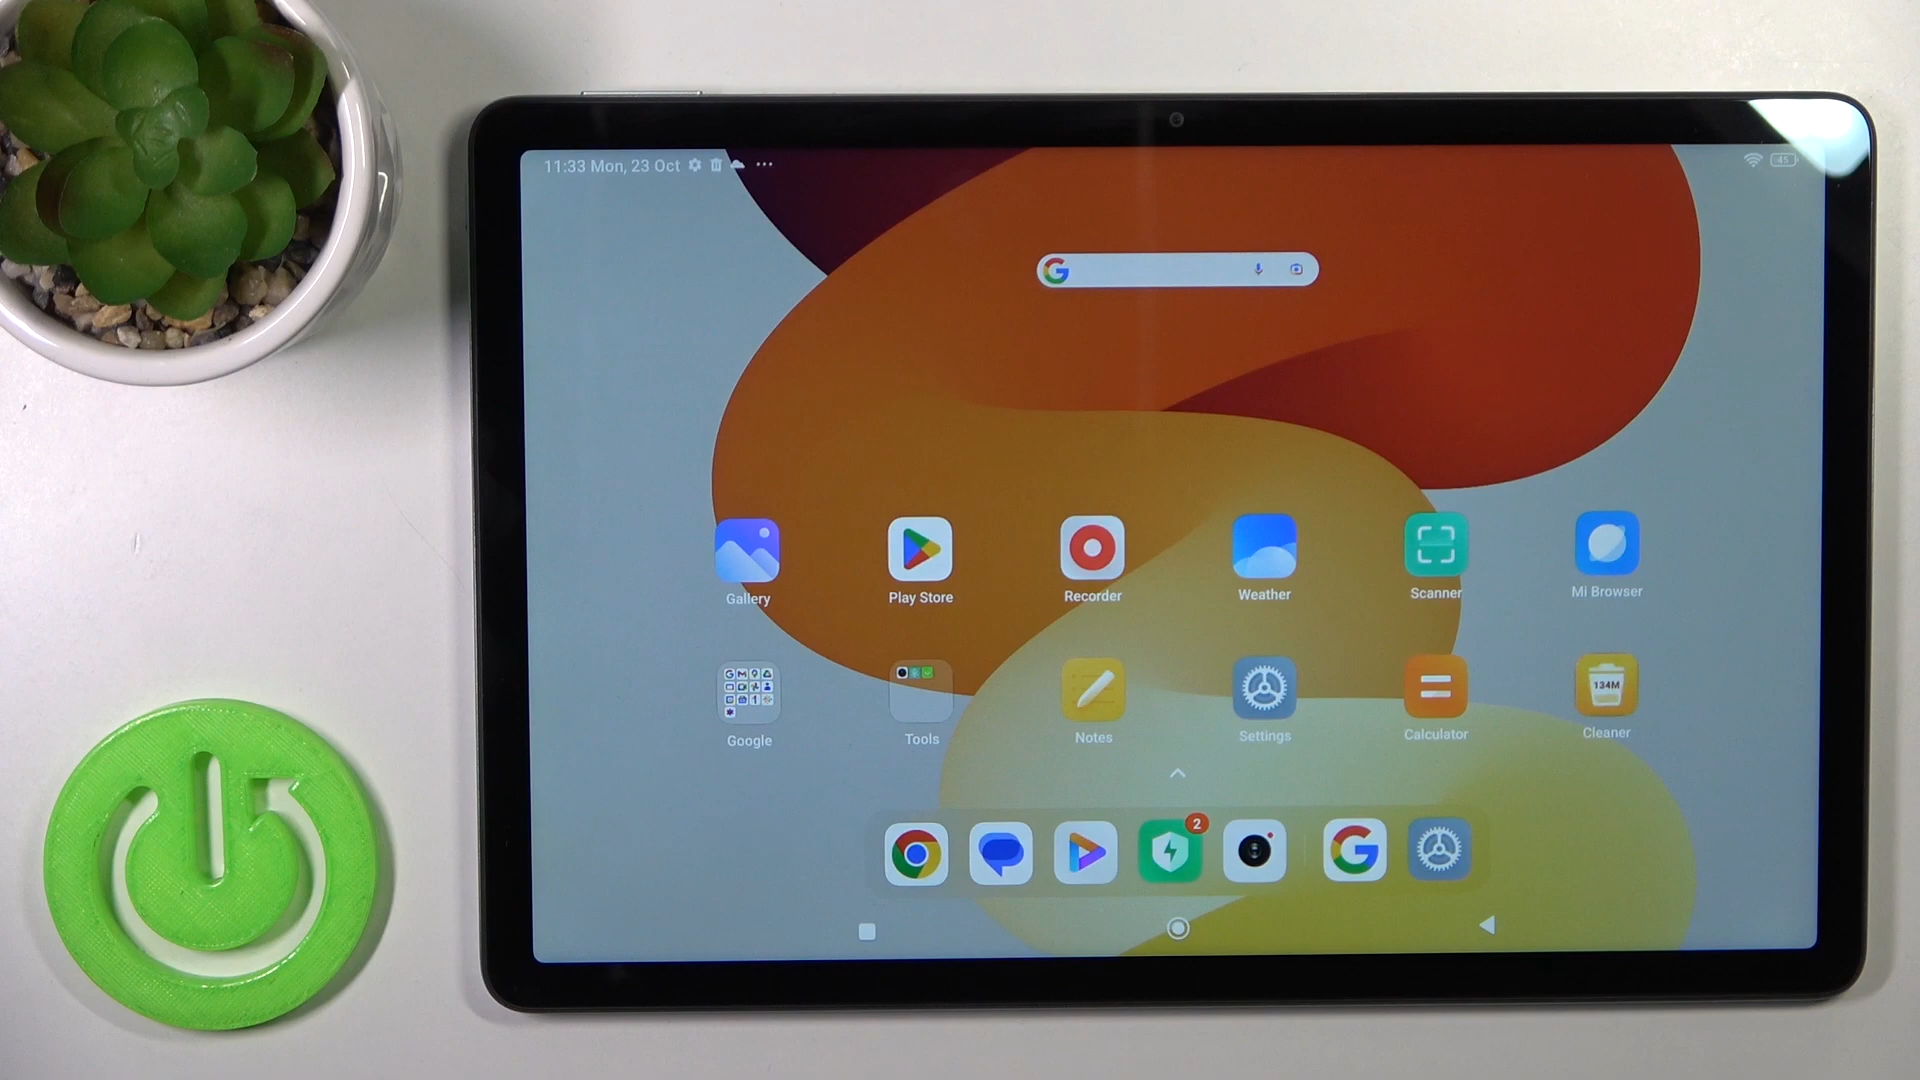 11:33 Mon, 23 Oct
45
Gallery
Play Store
Recorder
Weather
Scanner
Mi Browser
134M
Google
Tools
Notes
Settings
Calculator
Cleaner
2